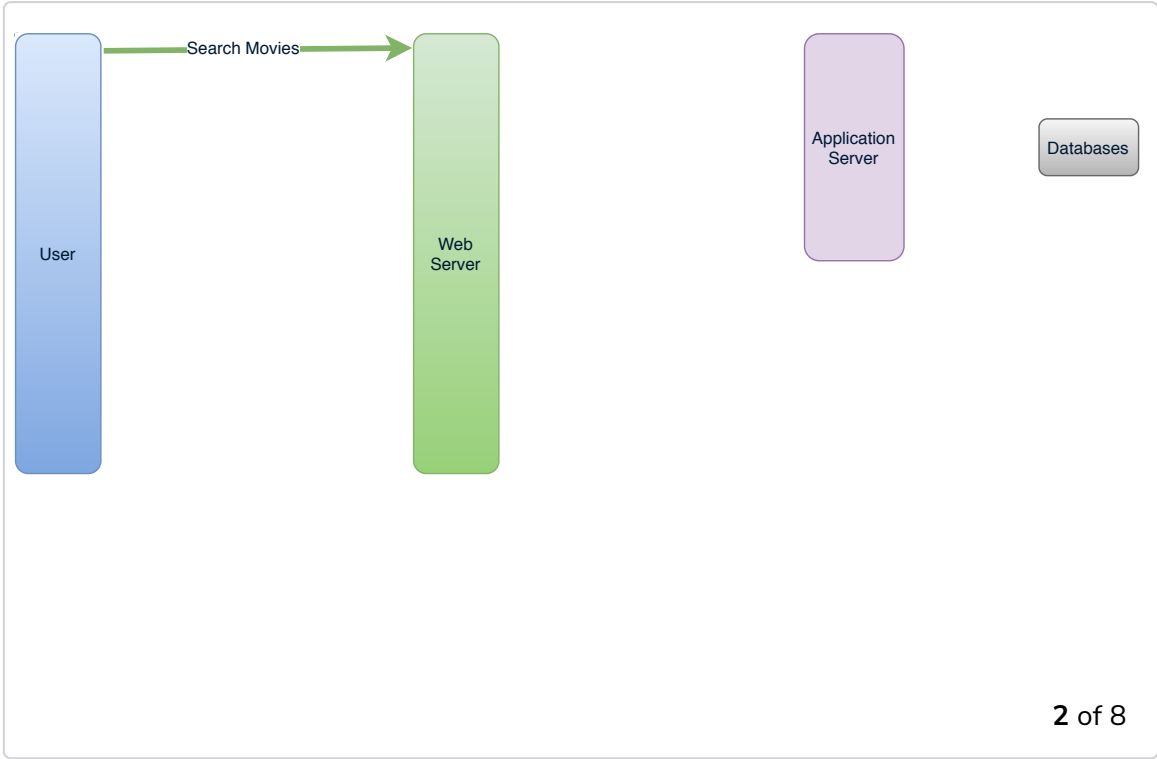 Search Movies
Application
Server
Databases
User
Web
Server
2 of 8